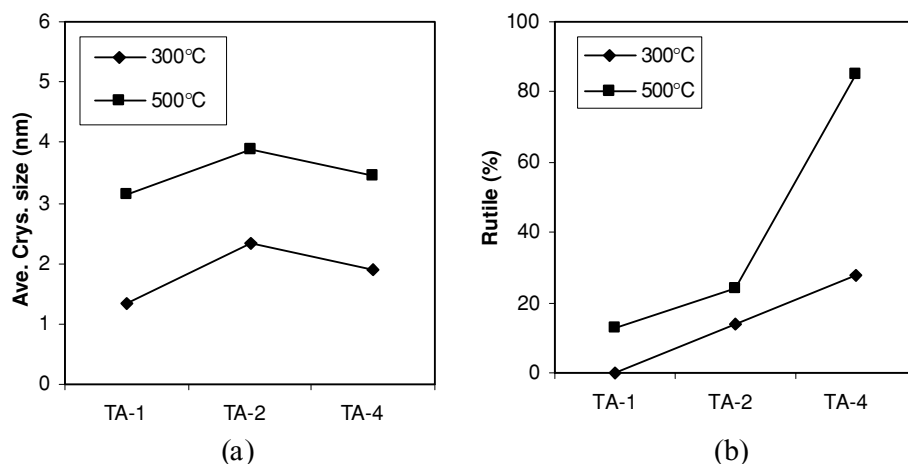 Ave. Crys. size (nm)
6
5
4
3
2
1
0
300°C
500°C
TA-1 TA-2 TA-4
(a)
Rutile (%)
100
80
60
40
20
0
300°C
500°C
TA-1 TA-2 TA-4
(b)